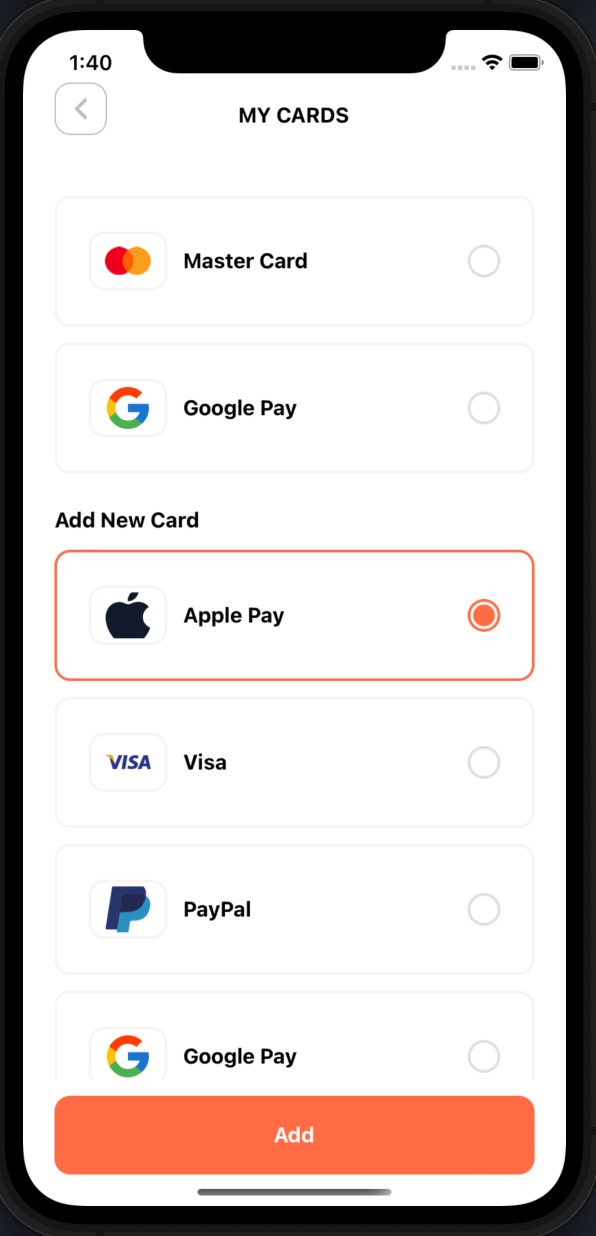 1:40
MY CARDS
Master Card
Google Pay
Add New Card
Apple Pay
VISA Visa
PayPal
Google Pay
Add